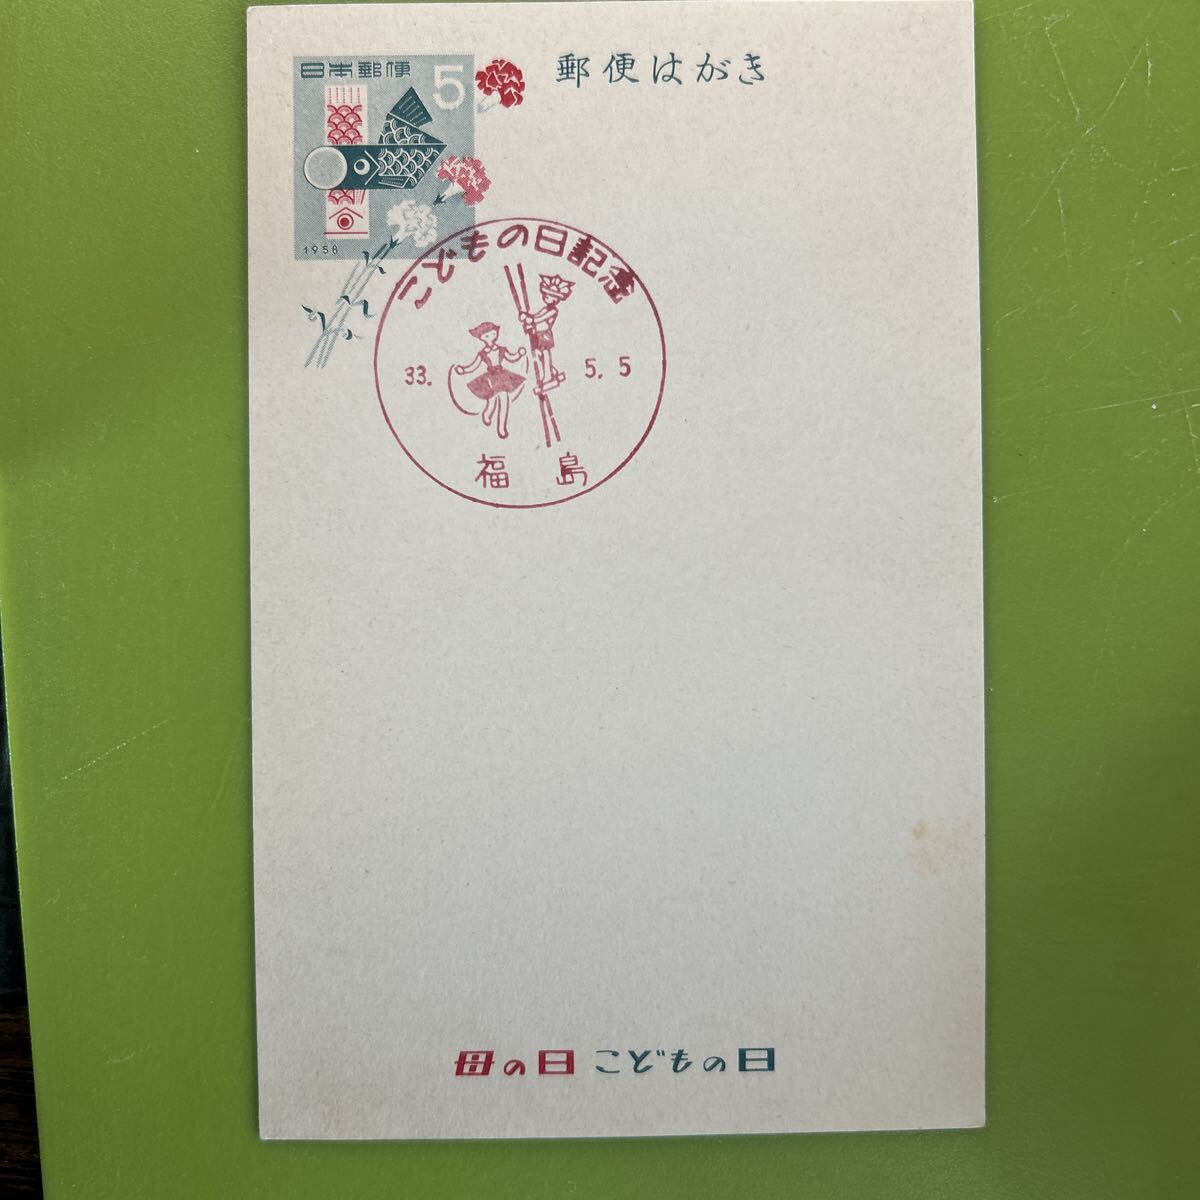 日本郵便 5
郵便はがき
1958
こどもの日記念
33. 5. 5
福島
母の日 こどもの日